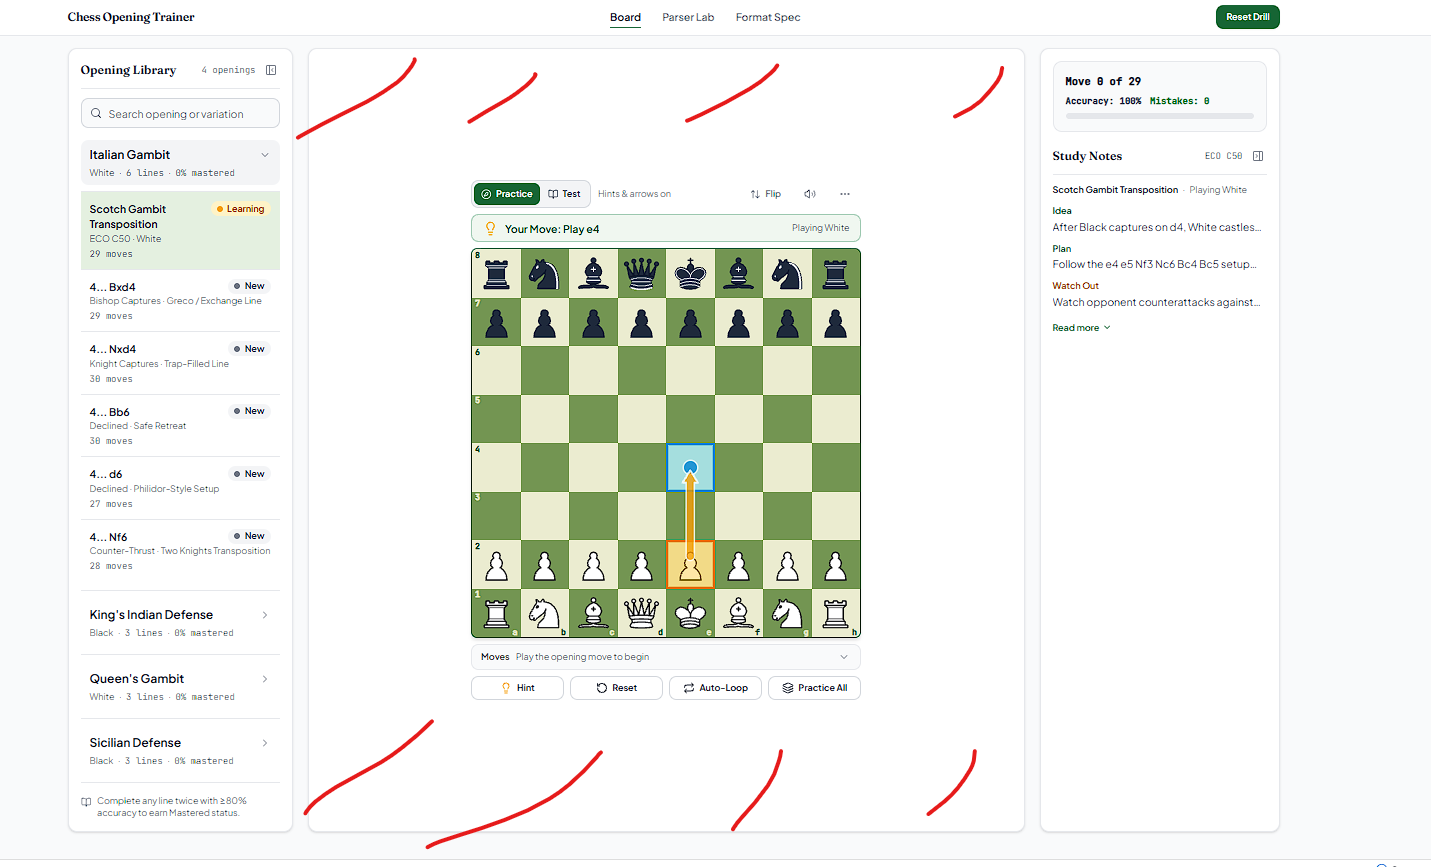 Chess Opening Trainer
Board
Parser Lab
Format Spec
Reset Drill
Opening Library
4 openings
Search opening or variation
Italian Gambit
White · 6 lines · 0% mastered
Scotch Gambit
Transposition
Learning
ECO C50 · White
29 moves
4... Bxd4
New
Bishop Captures · Greco / Exchange Line
29 moves
4... Nxd4
New
Knight Captures · Trap-Filled Line
30 moves
4... Bb6
New
Declined · Safe Retreat
30 moves
4... d6
New
Declined · Philidor-Style Setup
27 moves
4... Nf6
New
Counter-Thrust · Two Knights Transposition
28 moves
King's Indian Defense
Black · 3 lines · 0% mastered
Queen's Gambit
White · 3 lines · 0% mastered
Sicilian Defense
Black · 3 lines · 0% mastered
Complete any line twice with ≥80%
accuracy to earn Mastered status.
Practice
Test
Hints & arrows on
Flip
Your Move: Play e4
Playing White
8
7
6
5
4
3
2
1
a b c d e f g h
Moves
Play the opening move to begin
Hint
Reset
Auto-Loop
Practice All
Move 0 of 29
Accuracy: 100% Mistakes: 0
Study Notes
ECO C50
Scotch Gambit Transposition · Playing White
Idea
After Black captures on d4, White castles...
Plan
Follow the e4 e5 Nf3 Nc6 Bc4 Bc5 setup...
Watch Out
Watch opponent counterattacks against...
Read more